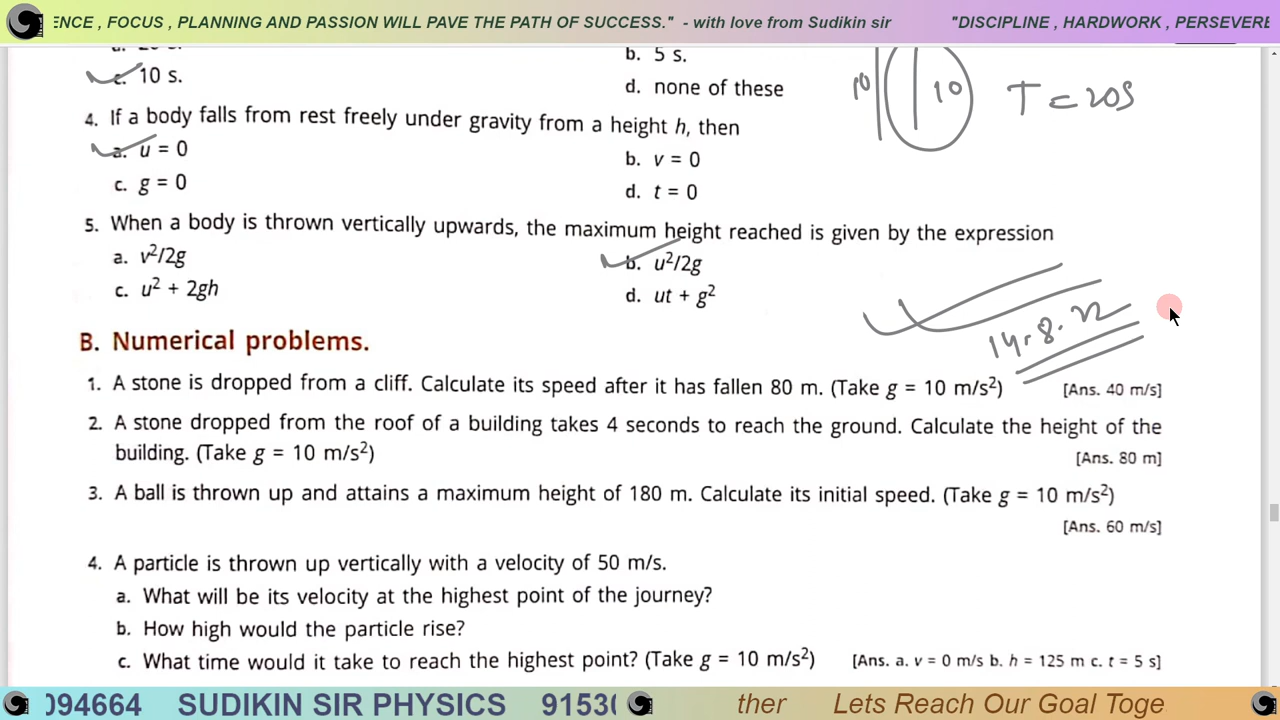 ENCE , FOCUS , PLANNING AND PASSION WILL PAVE THE PATH OF SUCCESS." - with love from Sudikin sir "DISCIPLINE , HARDWORK , PERSEVERE
b. 5 s.
c. 10 s.
d. none of these
10 10 T = 20s
4. If a body falls from rest freely under gravity from a height h, then
a. u = 0
b. v = 0
c. g = 0
d. t = 0
5. When a body is thrown vertically upwards, the maximum height reached is given by the expression
a. v²/2g
b. u²/2g
c. u² + 2gh
d. ut + g²
14.8.22
B. Numerical problems.
1. A stone is dropped from a cliff. Calculate its speed after it has fallen 80 m. (Take g = 10 m/s²) [Ans. 40 m/s]
2. A stone dropped from the roof of a building takes 4 seconds to reach the ground. Calculate the height of the
building. (Take g = 10 m/s²) [Ans. 80 m]
3. A ball is thrown up and attains a maximum height of 180 m. Calculate its initial speed. (Take g = 10 m/s²)
[Ans. 60 m/s]
4. A particle is thrown up vertically with a velocity of 50 m/s.
a. What will be its velocity at the highest point of the journey?
b. How high would the particle rise?
c. What time would it take to reach the highest point? (Take g = 10 m/s²) [Ans. a. v = 0 m/s b. h = 125 m c. t = 5 s]
094664 SUDIKIN SIR PHYSICS 9153 ther Lets Reach Our Goal Toge